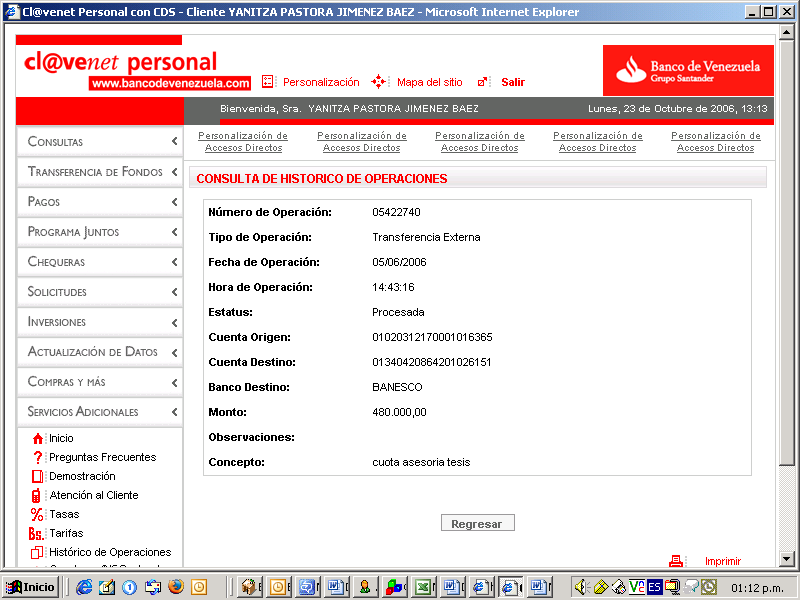 Cl@venet Personal con CDS - Cliente YANITZA PASTORA JIMENEZ BAEZ - Microsoft Internet Explorer
cl@venet personal
www.bancodevenezuela.com
Personalización
Mapa del sitio
Salir
Banco de Venezuela
Grupo Santander
Bienvenida, Sra. YANITZA PASTORA JIMENEZ BAEZ
Lunes, 23 de Octubre de 2006, 13:13
Personalización de Accesos Directos
Personalización de Accesos Directos
Personalización de Accesos Directos
Personalización de Accesos Directos
Personalización de Accesos Directos
CONSULTAS
TRANSFERENCIA DE FONDOS
PAGOS
PROGRAMA JUNTOS
CHEQUERAS
SOLICITUDES
INVERSIONES
ACTUALIZACIÓN DE DATOS
COMPRAS Y MÁS
SERVICIOS ADICIONALES
Inicio
Preguntas Frecuentes
Demostración
Atención al Cliente
Tasas
Bs. Tarifas
Histórico de Operaciones
CONSULTA DE HISTORICO DE OPERACIONES
Número de Operación: 05422740
Tipo de Operación: Transferencia Externa
Fecha de Operación: 05/06/2006
Hora de Operación: 14:43:16
Estatus: Procesada
Cuenta Origen: 01020312170001016365
Cuenta Destino: 01340420864201026151
Banco Destino: BANESCO
Monto: 480.000,00
Observaciones:
Concepto: cuota asesoria tesis
Regresar
Imprimir
Inicio
ES
01:12 p.m.